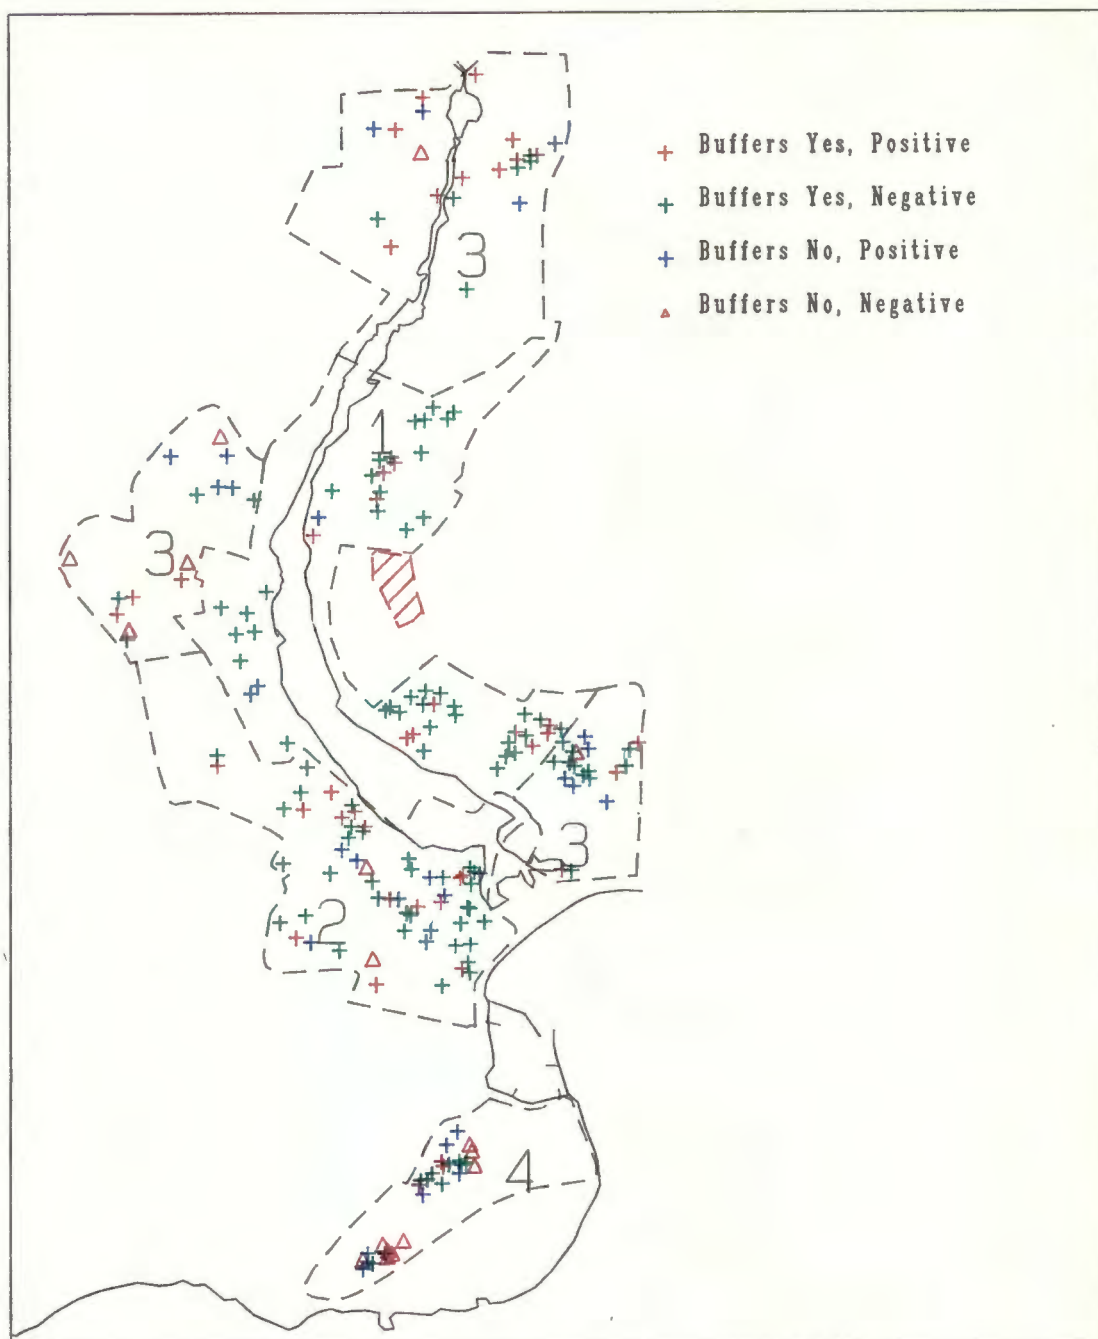 Buffers Yes, Positive
Buffers Yes, Negative
Buffers No, Positive
Buffers No, Negative
3
1
3
3
2
4